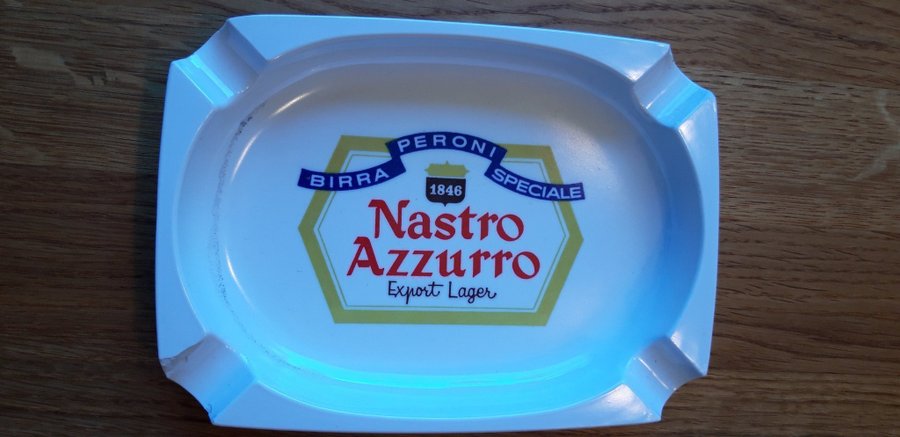 BIRRA PERONI SPECIALE
1846
Nastro
Azzurro
Export Lager